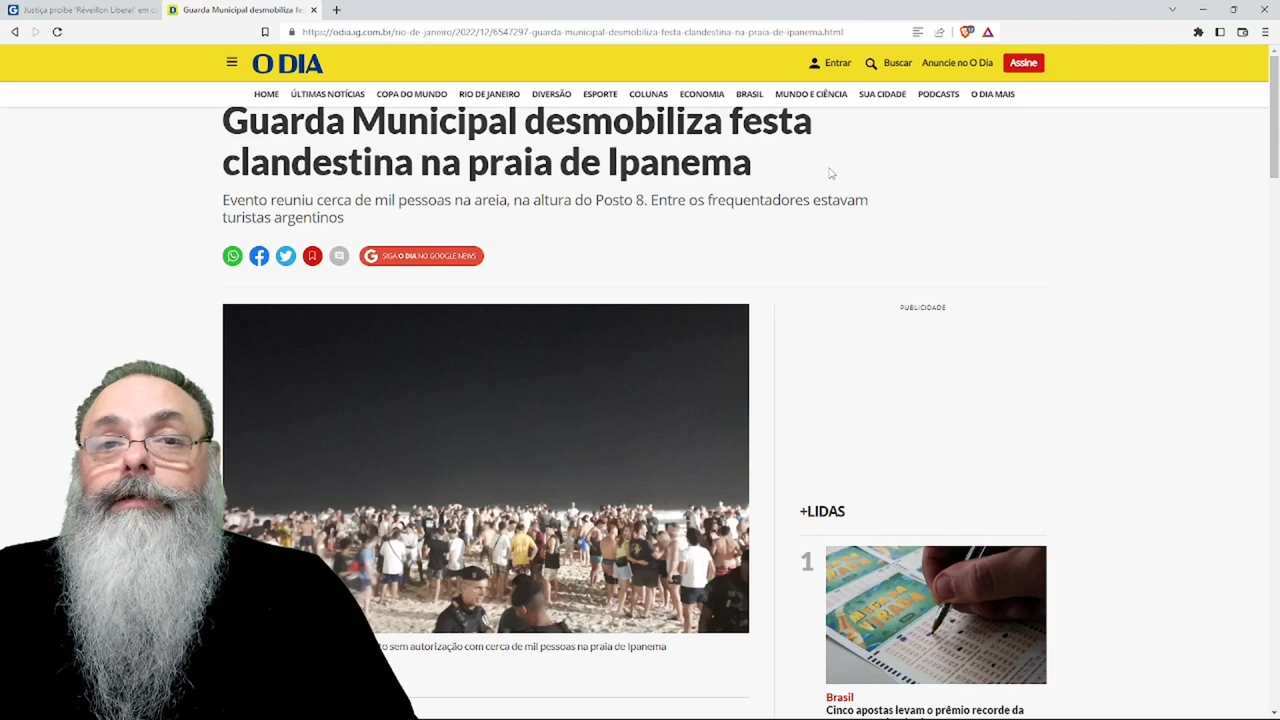 Justiça proíbe 'Réveillon Liberal' em co
Guarda Municipal desmobiliza fes
https://odia.ig.com.br/rio-de-janeiro/2022/12/6547297-guarda-municipal-desmobiliza-festa-clandestina-na-praia-de-ipanema.html
O DIA
Entrar
Buscar
Anuncie no O Dia
Assine
HOME ÚLTIMAS NOTÍCIAS COPA DO MUNDO RIO DE JANEIRO DIVERSÃO ESPORTE COLUNAS ECONOMIA BRASIL MUNDO E CIÊNCIA SUA CIDADE PODCASTS O DIA MAIS
Guarda Municipal desmobiliza festa
clandestina na praia de Ipanema
Evento reuniu cerca de mil pessoas na areia, na altura do Posto 8. Entre os frequentadores estavam
turistas argentinos
SIGA O DIA NO GOOGLE NEWS
PUBLICIDADE
+LIDAS
1
o sem autorização com cerca de mil pessoas na praia de Ipanema
Brasil
Cinco apostas levam o prêmio recorde da